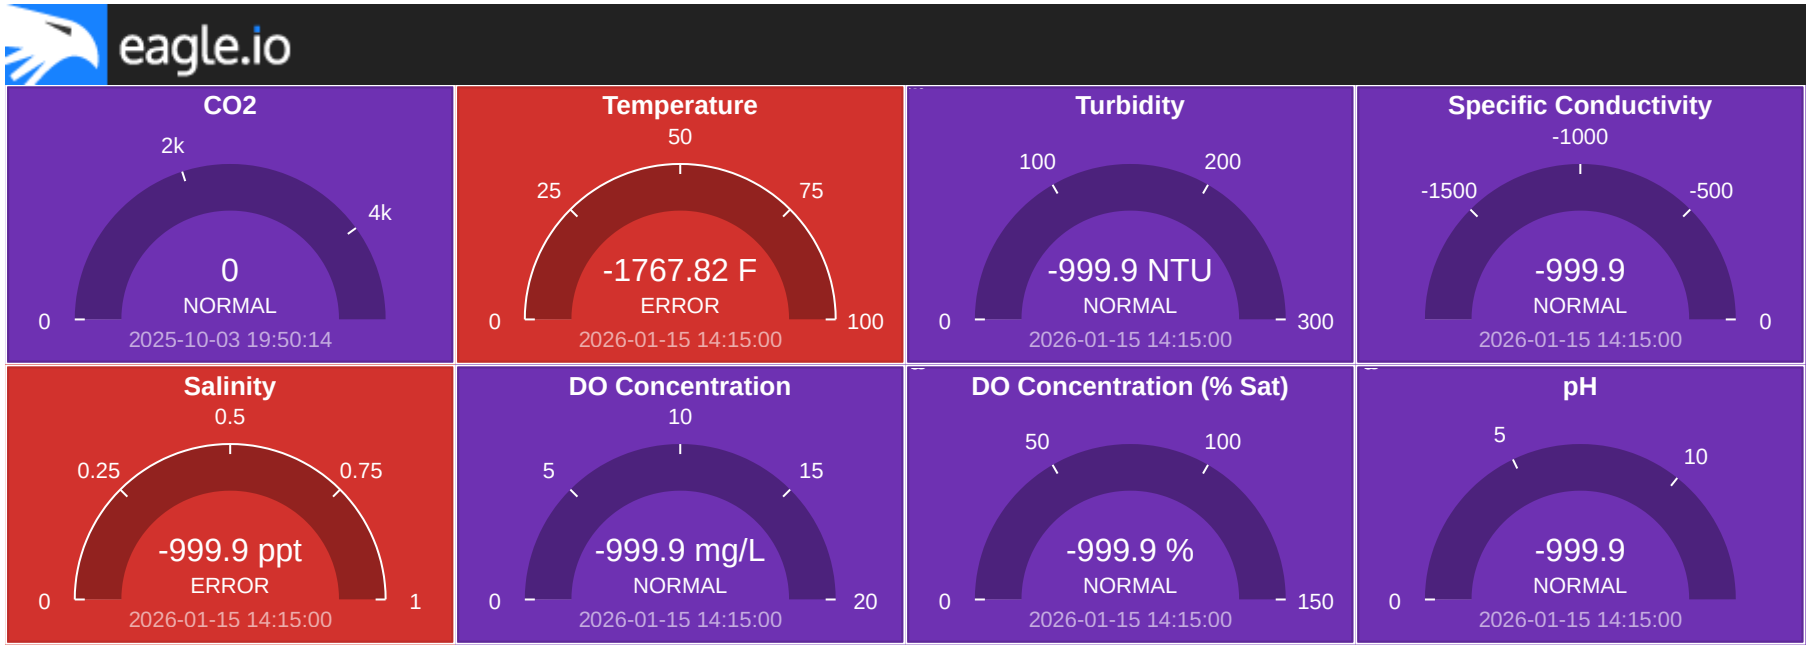 eagle.io
CO2
2k
4k
0
NORMAL
0
2025-10-03 19:50:14
Temperature
50
25
75
-1767.82 F
ERROR
0
100
2026-01-15 14:15:00
Turbidity
100
200
-999.9 NTU
NORMAL
0
300
2026-01-15 14:15:00
Specific Conductivity
-1000
-1500
-500
-999.9
NORMAL
0
2026-01-15 14:15:00
Salinity
0.5
0.25
0.75
-999.9 ppt
ERROR
0
1
2026-01-15 14:15:00
DO Concentration
10
5
15
-999.9 mg/L
NORMAL
0
20
2026-01-15 14:15:00
DO Concentration (% Sat)
50
100
-999.9 %
NORMAL
0
150
2026-01-15 14:15:00
pH
5
10
-999.9
NORMAL
0
2026-01-15 14:15:00